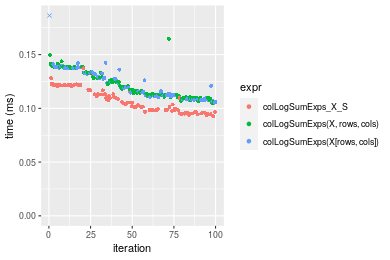 time (ms)
0.15
0.10
0.05
0.00
0
25
50
75
100
iteration
expr
colLogSumExps_X_S
colLogSumExps(X, rows, cols)
colLogSumExps(X[rows, cols])